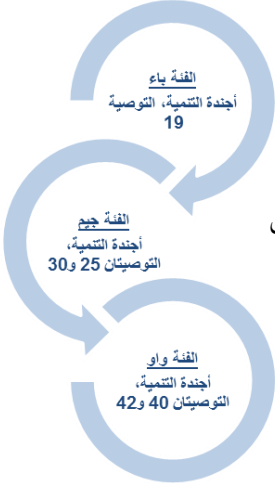 الفئة باء
أجندة التنمية، التوصية
19
الفئة جيم
أجندة التنمية،
التوصيتان 25 و30
الفئة واو
أجندة التنمية،
التوصيتان 40 و42